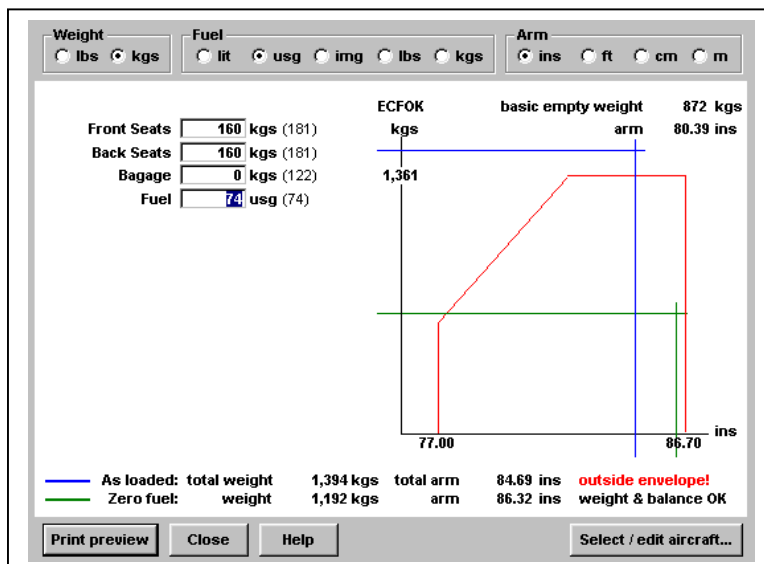 Weight Fuel Arm
lbs kgs lit usg img lbs kgs ins ft cm m
ECFOK basic empty weight 872 kgs
Front Seats 160 kgs (181) kgs arm 80.39 ins
Back Seats 160 kgs (181)
Bagage 0 kgs (122) 1,361
Fuel 74 usg (74)
ins
77.00 86.70
As loaded: total weight 1,394 kgs total arm 84.69 ins outside envelope!
Zero fuel: weight 1,192 kgs arm 86.32 ins weight & balance OK
Print preview Close Help Select / edit aircraft...